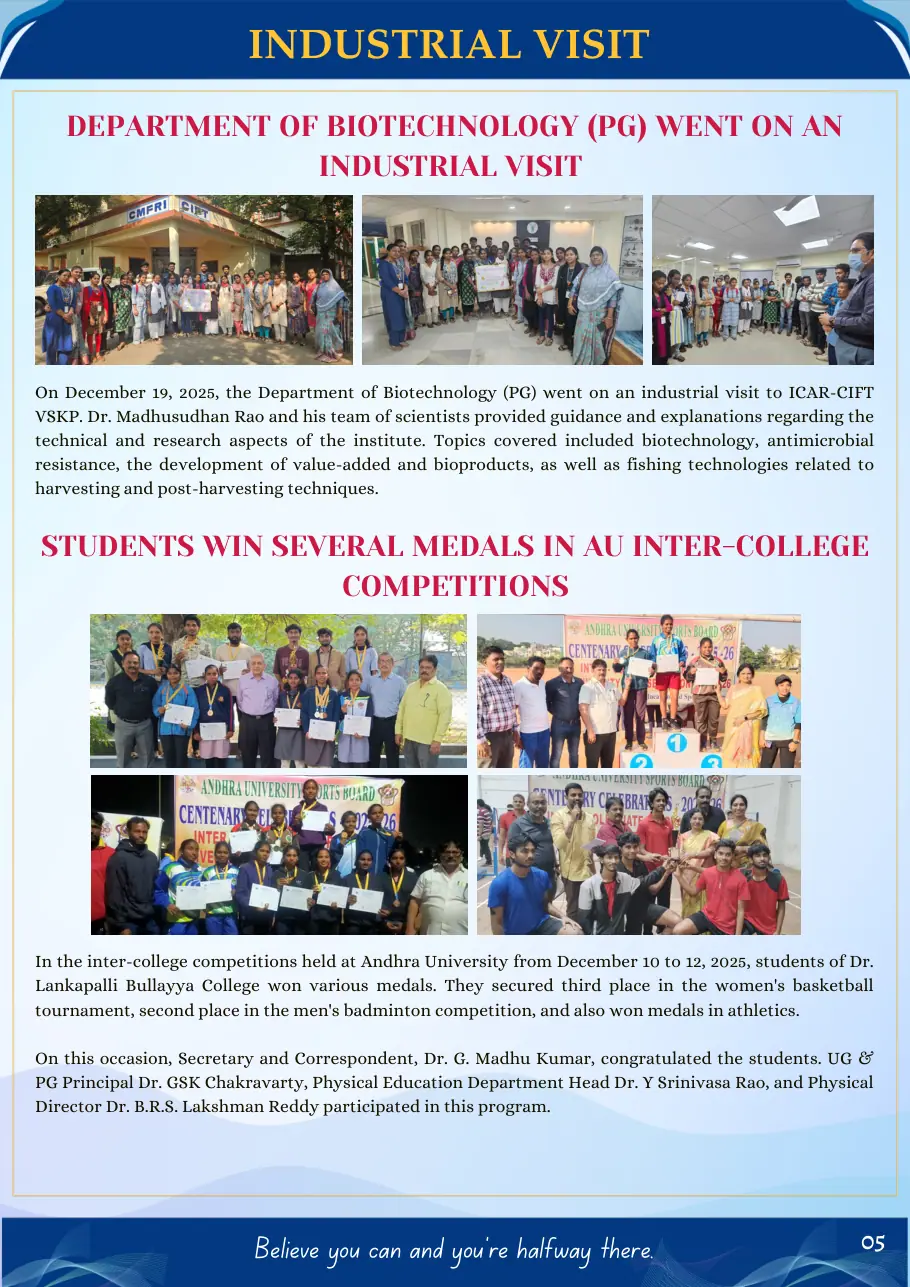 INDUSTRIAL VISIT
DEPARTMENT OF BIOTECHNOLOGY (PG) WENT ON AN
INDUSTRIAL VISIT
CMFRI CIFT
On December 19, 2025, the Department of Biotechnology (PG) went on an industrial visit to ICAR-CIFT
VSKP. Dr. Madhusudhan Rao and his team of scientists provided guidance and explanations regarding the
technical and research aspects of the institute. Topics covered included biotechnology, antimicrobial
resistance, the development of value-added and bioproducts, as well as fishing technologies related to
harvesting and post-harvesting techniques.
STUDENTS WIN SEVERAL MEDALS IN AU INTER-COLLEGE
COMPETITIONS
ANDHRA UNIVERSITY SPORTS BOARD
CENTENARY
1
2
3
ANDHRA UNIVERSITY SPORTS BOARD
CENTENARY
INTER
ANDHRA UNIVERSITY SPORTS BOARD
In the inter-college competitions held at Andhra University from December 10 to 12, 2025, students of Dr.
Lankapalli Bullayya College won various medals. They secured third place in the women's basketball
tournament, second place in the men's badminton competition, and also won medals in athletics.
On this occasion, Secretary and Correspondent, Dr. G. Madhu Kumar, congratulated the students. UG &
PG Principal Dr. GSK Chakravarty, Physical Education Department Head Dr. Y Srinivasa Rao, and Physical
Director Dr. B.R.S. Lakshman Reddy participated in this program.
Believe you can and you're halfway there.
05